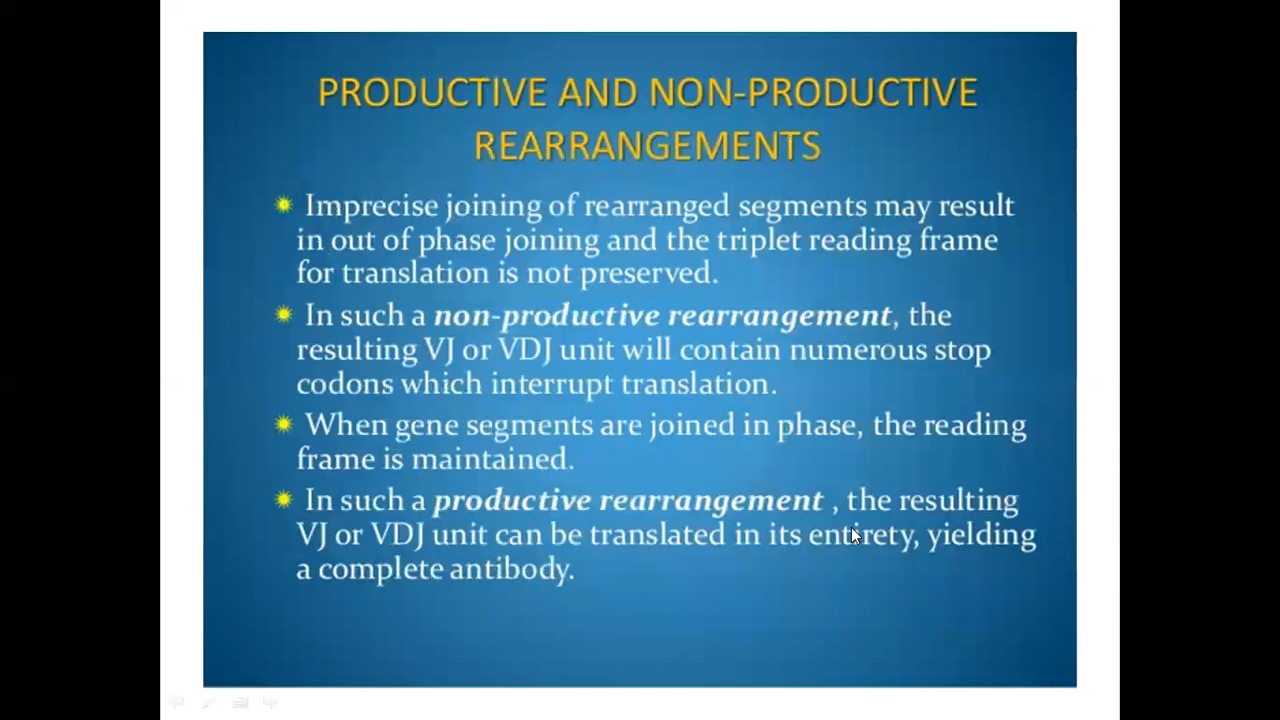 PRODUCTIVE AND NON-PRODUCTIVE
REARRANGEMENTS
Imprecise joining of rearranged segments may result
in out of phase joining and the triplet reading frame
for translation is not preserved.
In such a non-productive rearrangement, the
resulting VJ or VDJ unit will contain numerous stop
codons which interrupt translation.
When gene segments are joined in phase, the reading
frame is maintained.
In such a productive rearrangement , the resulting
VJ or VDJ unit can be translated in its entirety, yielding
a complete antibody.